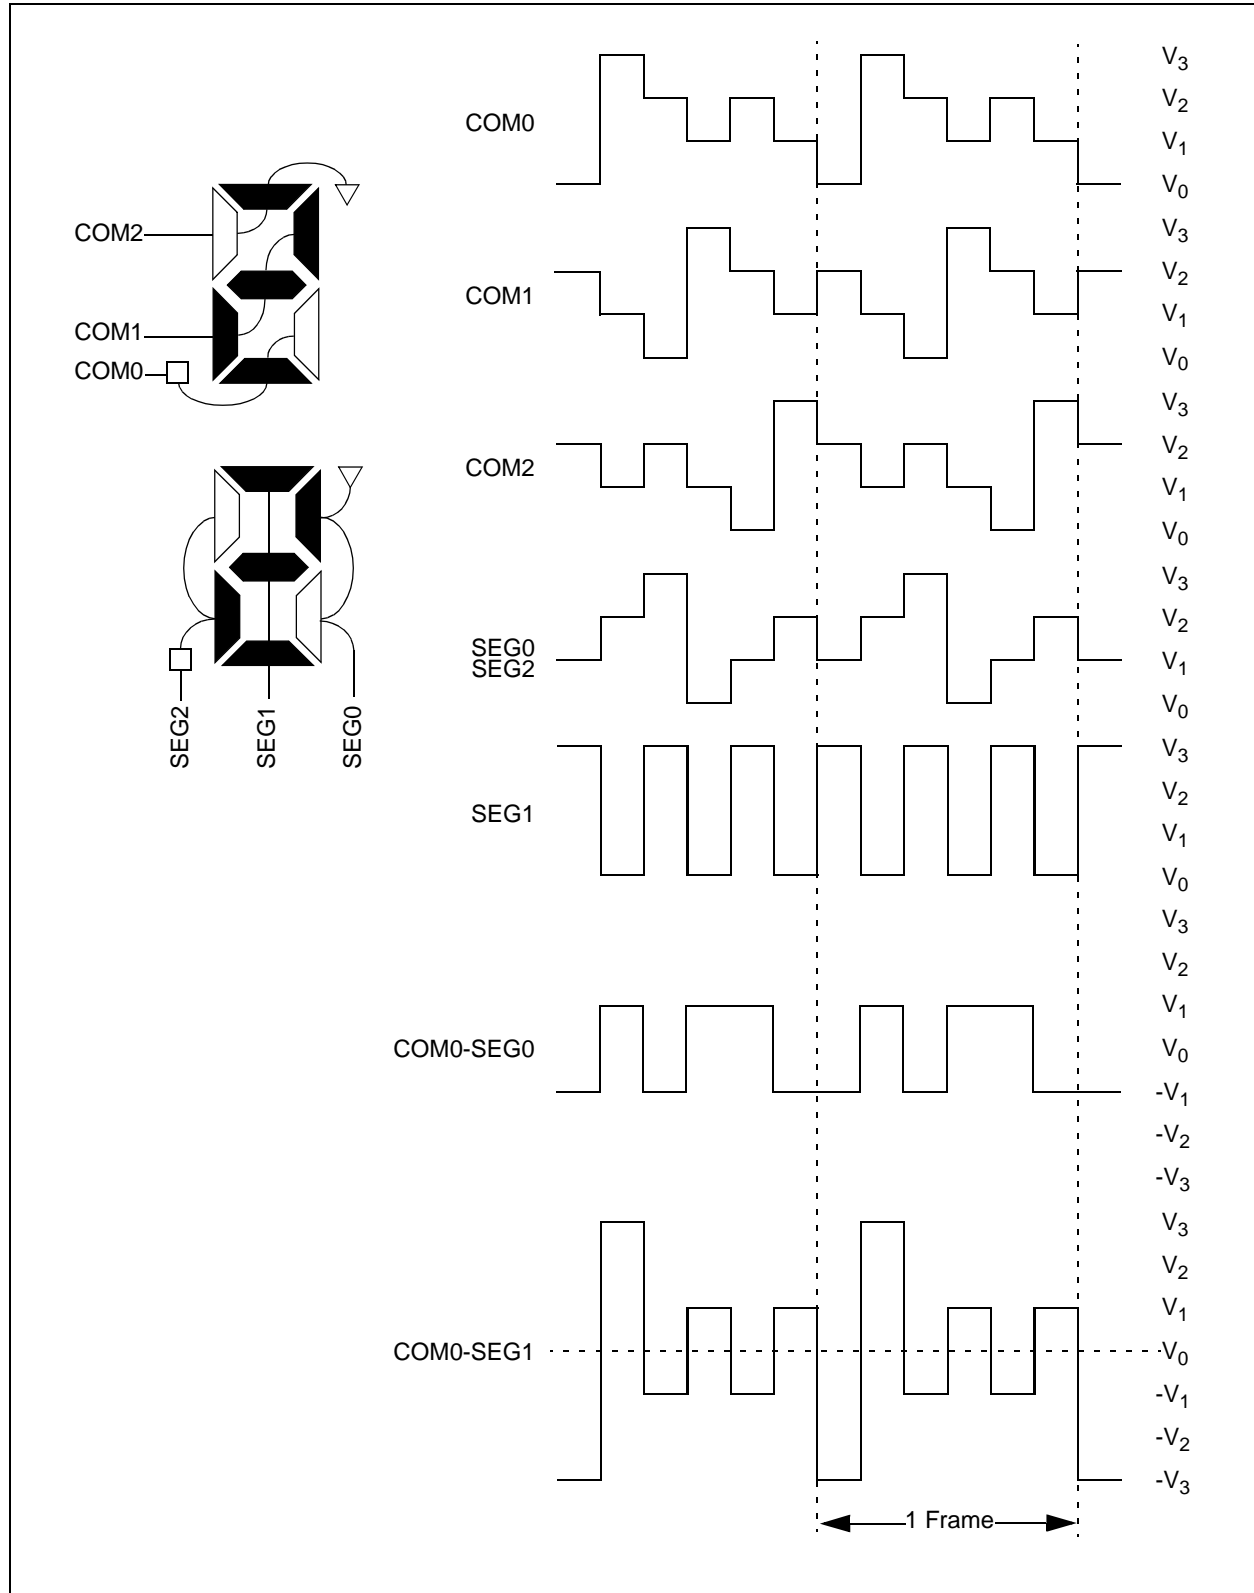 COM2
COM1
COM0
SEG2
SEG1
SEG0
COM0
V3
V2
V1
V0
COM1
V3
V2
V1
V0
COM2
V3
V2
V1
V0
SEG0
SEG2
V3
V2
V1
V0
SEG1
V3
V2
V1
V0
COM0-SEG0
V3
V2
V1
V0
-V1
-V2
-V3
COM0-SEG1
V3
V2
V1
V0
-V1
-V2
-V3
1 Frame